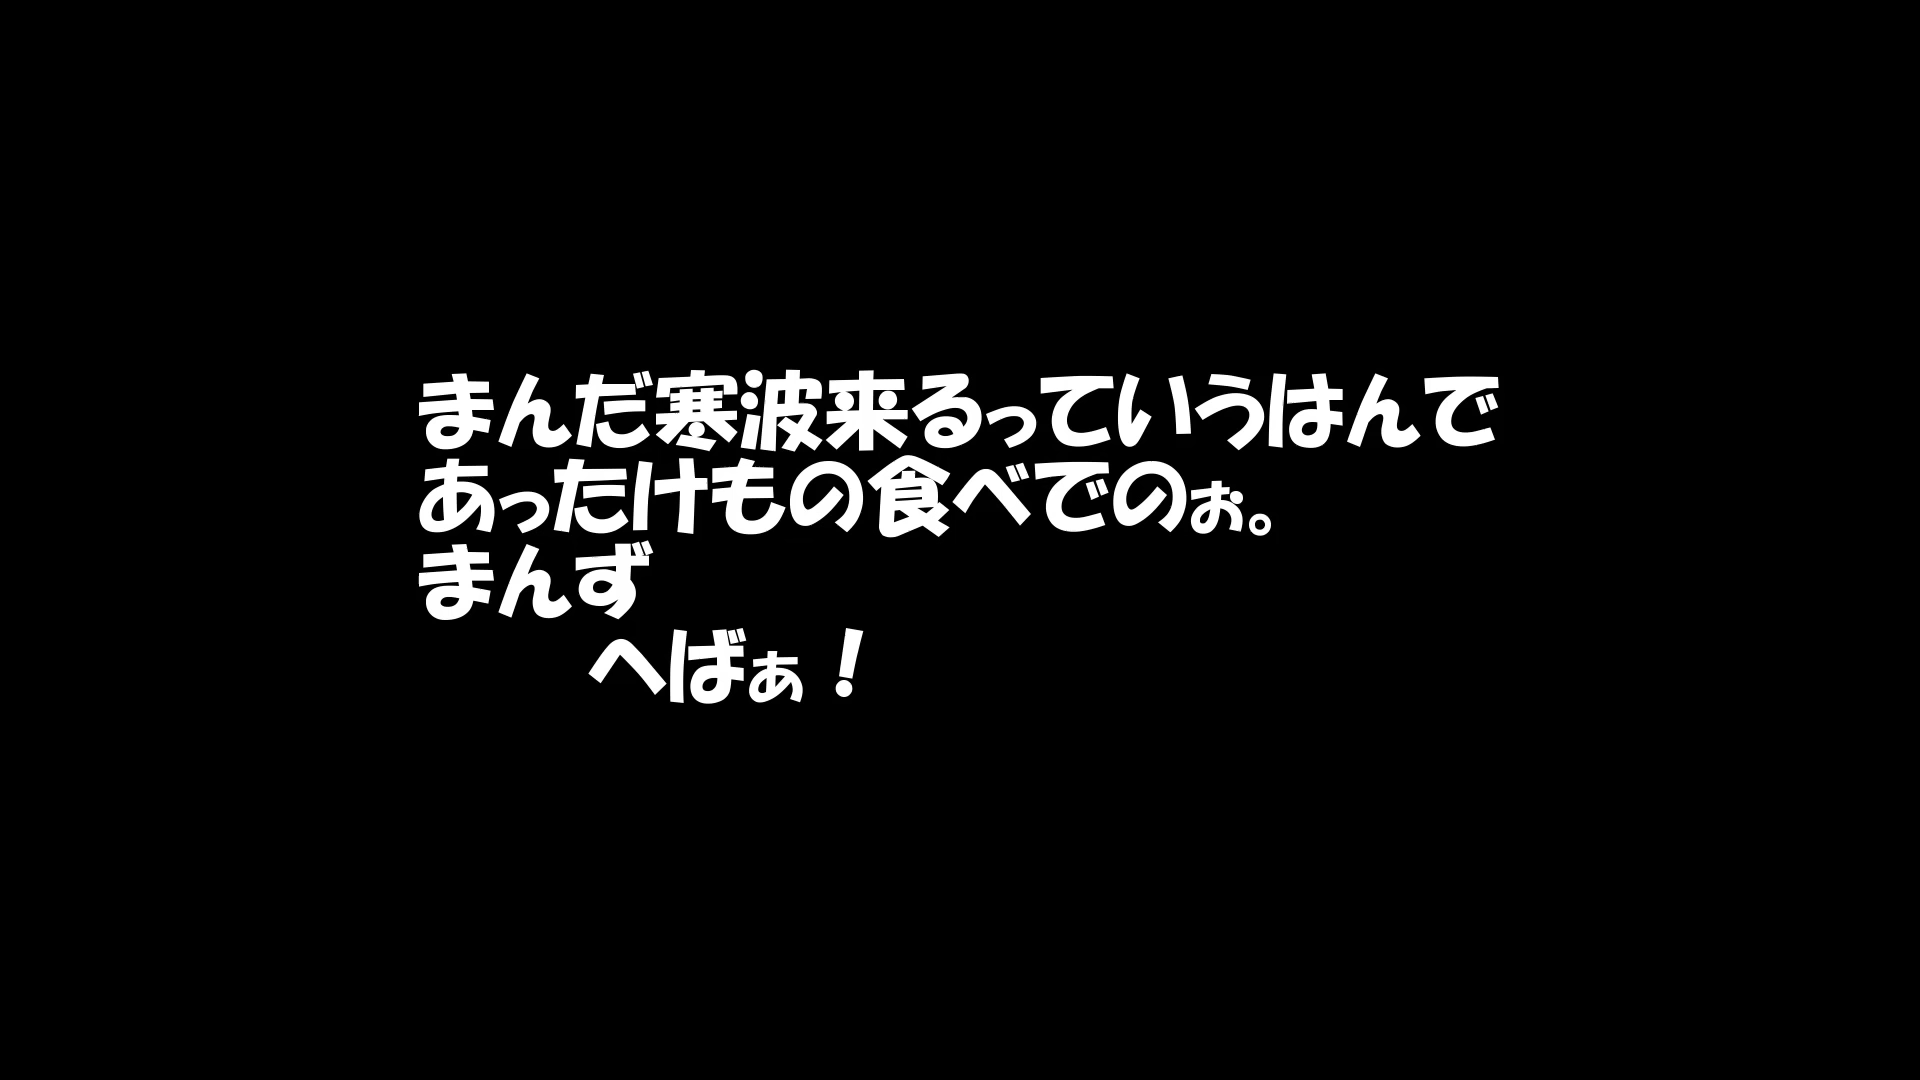 まんだ寒波来るっていうはんで
あったけもの食べでのぉ。
まんず
へばぁ！